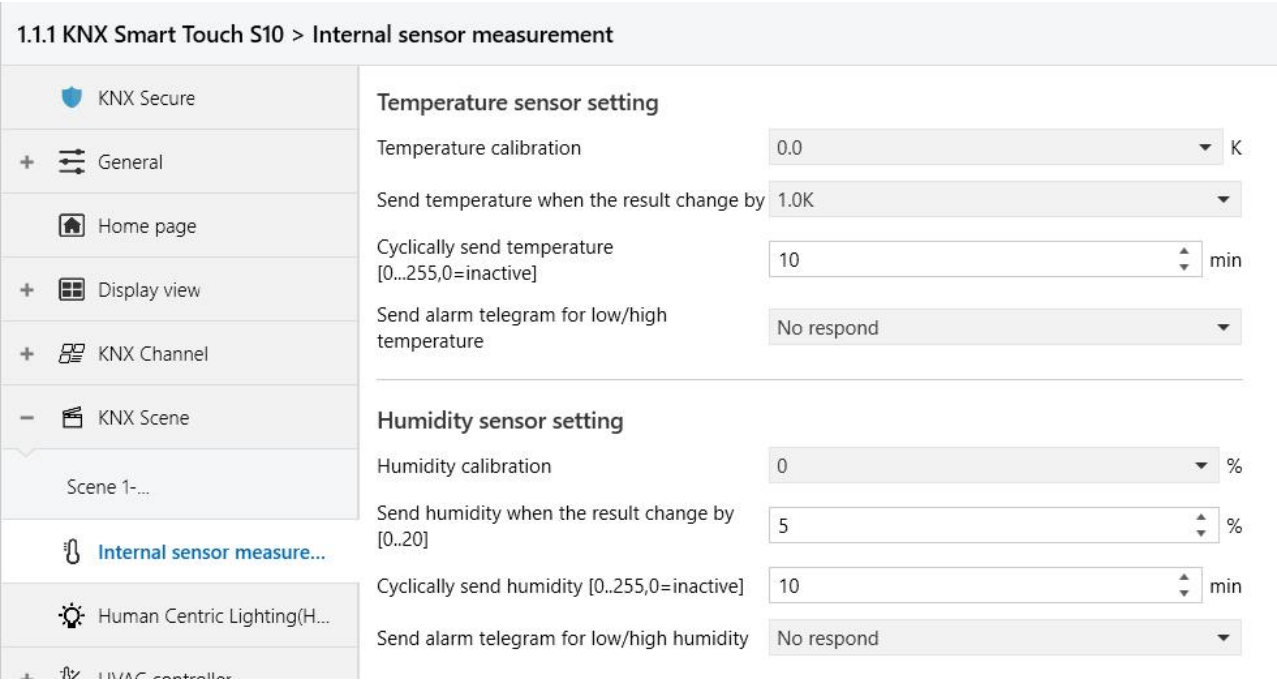 1.1.1 KNX Smart Touch S10 > Internal sensor measurement
KNX Secure
+ General
Home page
+ Display view
+ KNX Channel
− KNX Scene
Scene 1-...
Internal sensor measure...
Human Centric Lighting(H...
+ HVAC controller
Temperature sensor setting
Temperature calibration 0.0 K
Send temperature when the result change by 1.0K
Cyclically send temperature
[0...255,0=inactive] 10 min
Send alarm telegram for low/high
temperature No respond
Humidity sensor setting
Humidity calibration 0 %
Send humidity when the result change by
[0..20] 5 %
Cyclically send humidity [0..255,0=inactive] 10 min
Send alarm telegram for low/high humidity No respond